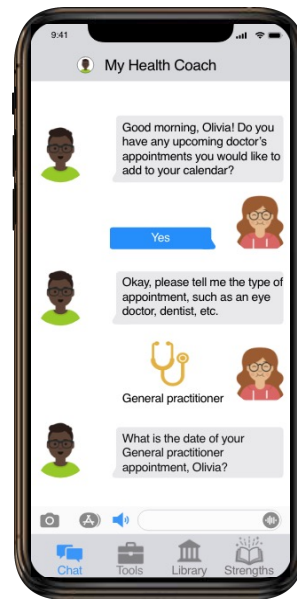 9:41
My Health Coach
Good morning, Olivia! Do you
have any upcoming doctor's
appointments you would like to
add to your calendar?
Yes
Okay, please tell me the type of
appointment, such as an eye
doctor, dentist, etc.
General practitioner
What is the date of your
General practitioner
appointment, Olivia?
Chat
Tools
Library
Strengths